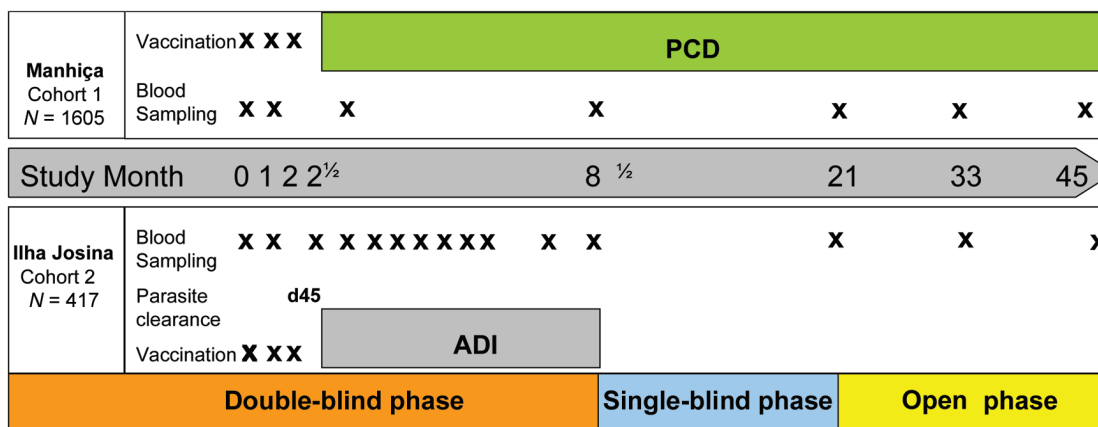 Vaccination x x x
PCD
Manhiça
Cohort 1
N = 1605
Blood
Sampling x x x x x x x
Study Month 0 1 2 2½ 8 ½ 21 33 45
Ilha Josina
Cohort 2
N = 417
Blood
Sampling x x x x x x x x x x x x x x x
Parasite
clearance
d45
ADI
Vaccination x x x
Double-blind phase Single-blind phase Open phase